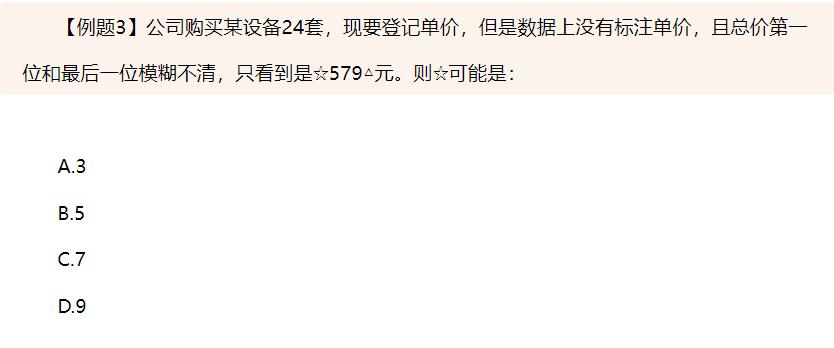 【例题3】公司购买某设备24套，现要登记单价，但是数据上没有标注单价，且总价第一
位和最后一位模糊不清，只看到是☆579△元。则☆可能是：
A.3
B.5
C.7
D.9